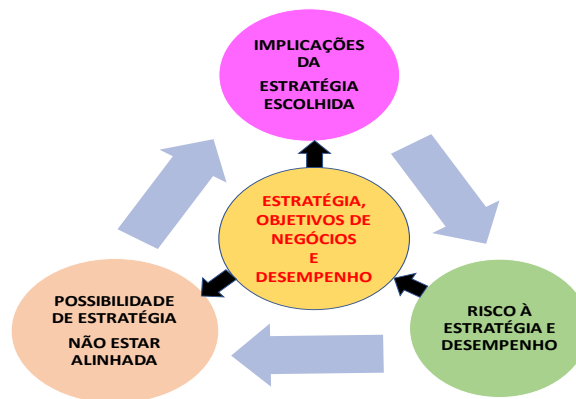 IMPLICAÇÕES
DA
ESTRATÉGIA
ESCOLHIDA
ESTRATÉGIA,
OBJETIVOS DE
NEGÓCIOS
E
DESEMPENHO
POSSIBILIDADE
DE ESTRATÉGIA
NÃO ESTAR
ALINHADA
RISCO À
ESTRATÉGIA E
DESEMPENHO